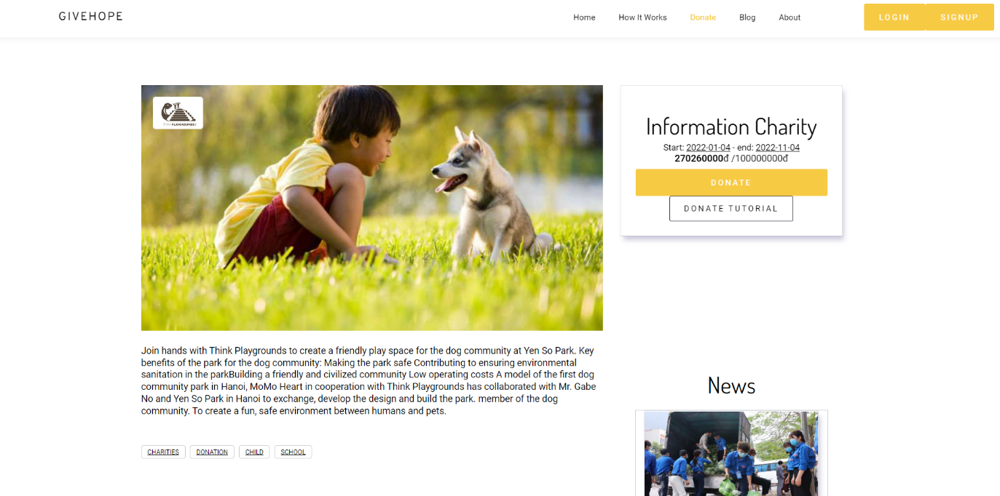 GIVEHOPE
Home How It Works Donate Blog About
LOGIN SIGNUP
THINK PLAYGROUNDS
Information Charity
Start: 2022-01-04 - end: 2022-11-04
270260000đ /100000000đ
DONATE
DONATE TUTORIAL
Join hands with Think Playgrounds to create a friendly play space for the dog community at Yen So Park. Key
benefits of the park for the dog community: Making the park safe Contributing to ensuring environmental
sanitation in the parkBuilding a friendly and civilized community Low operating costs A model of the first dog
community park in Hanoi, MoMo Heart in cooperation with Think Playgrounds has collaborated with Mr. Gabe
No and Yen So Park in Hanoi to exchange, develop the design and build the park. member of the dog
community. To create a fun, safe environment between humans and pets.
CHARITIES DONATION CHILD SCHOOL
News